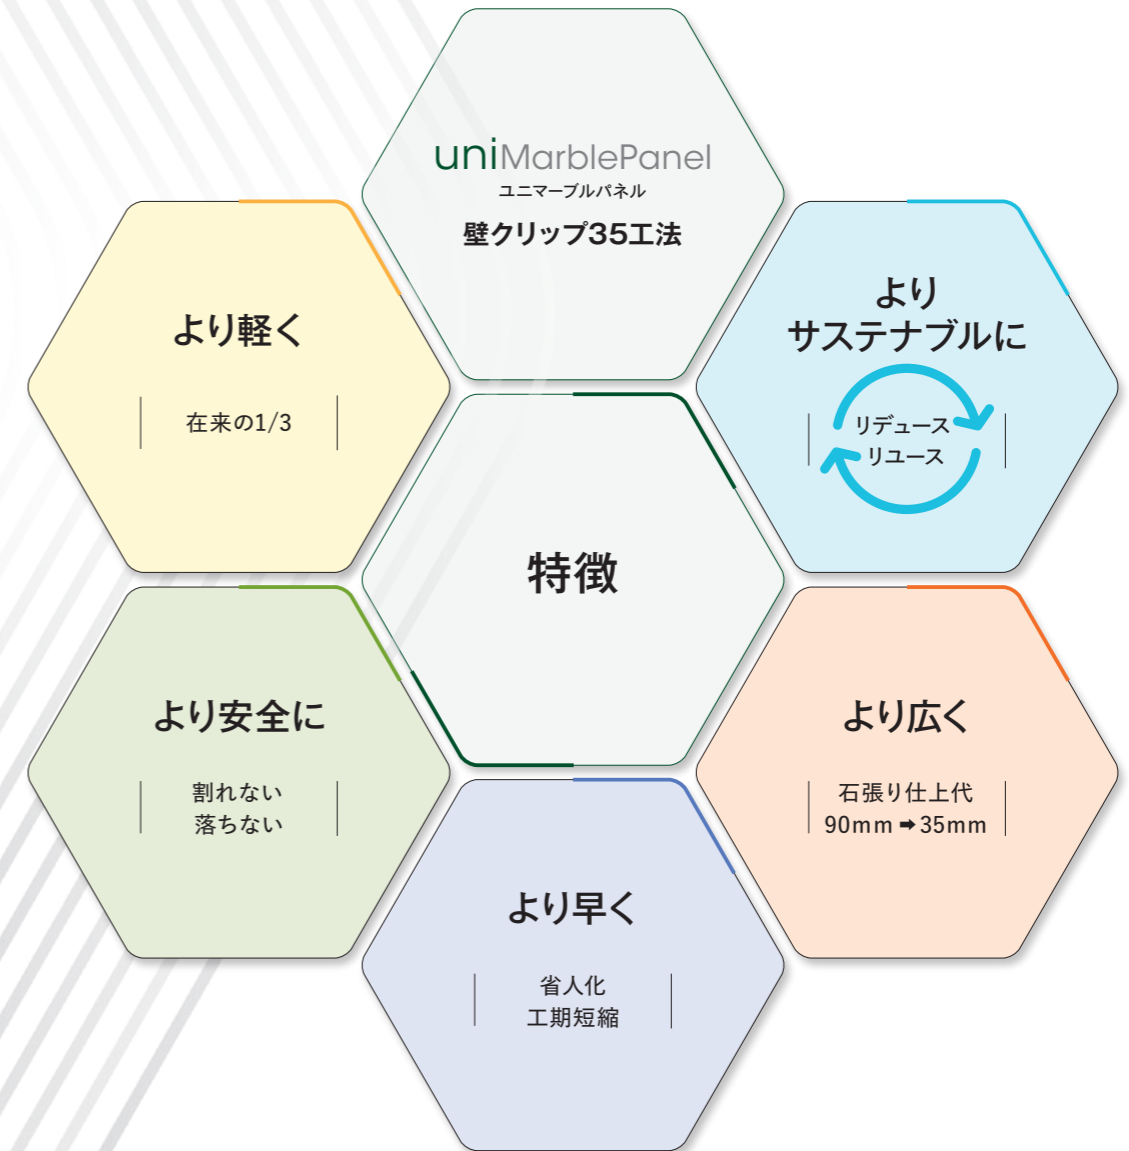 uniMarblePanel
ユニマーブルパネル
壁クリップ35工法
より軽く
在来の1/3
より
サステナブルに
リデュース
リユース
特徴
より安全に
割れない
落ちない
より広く
石張り仕上代
90mm➡35mm
より早く
省人化
工期短縮